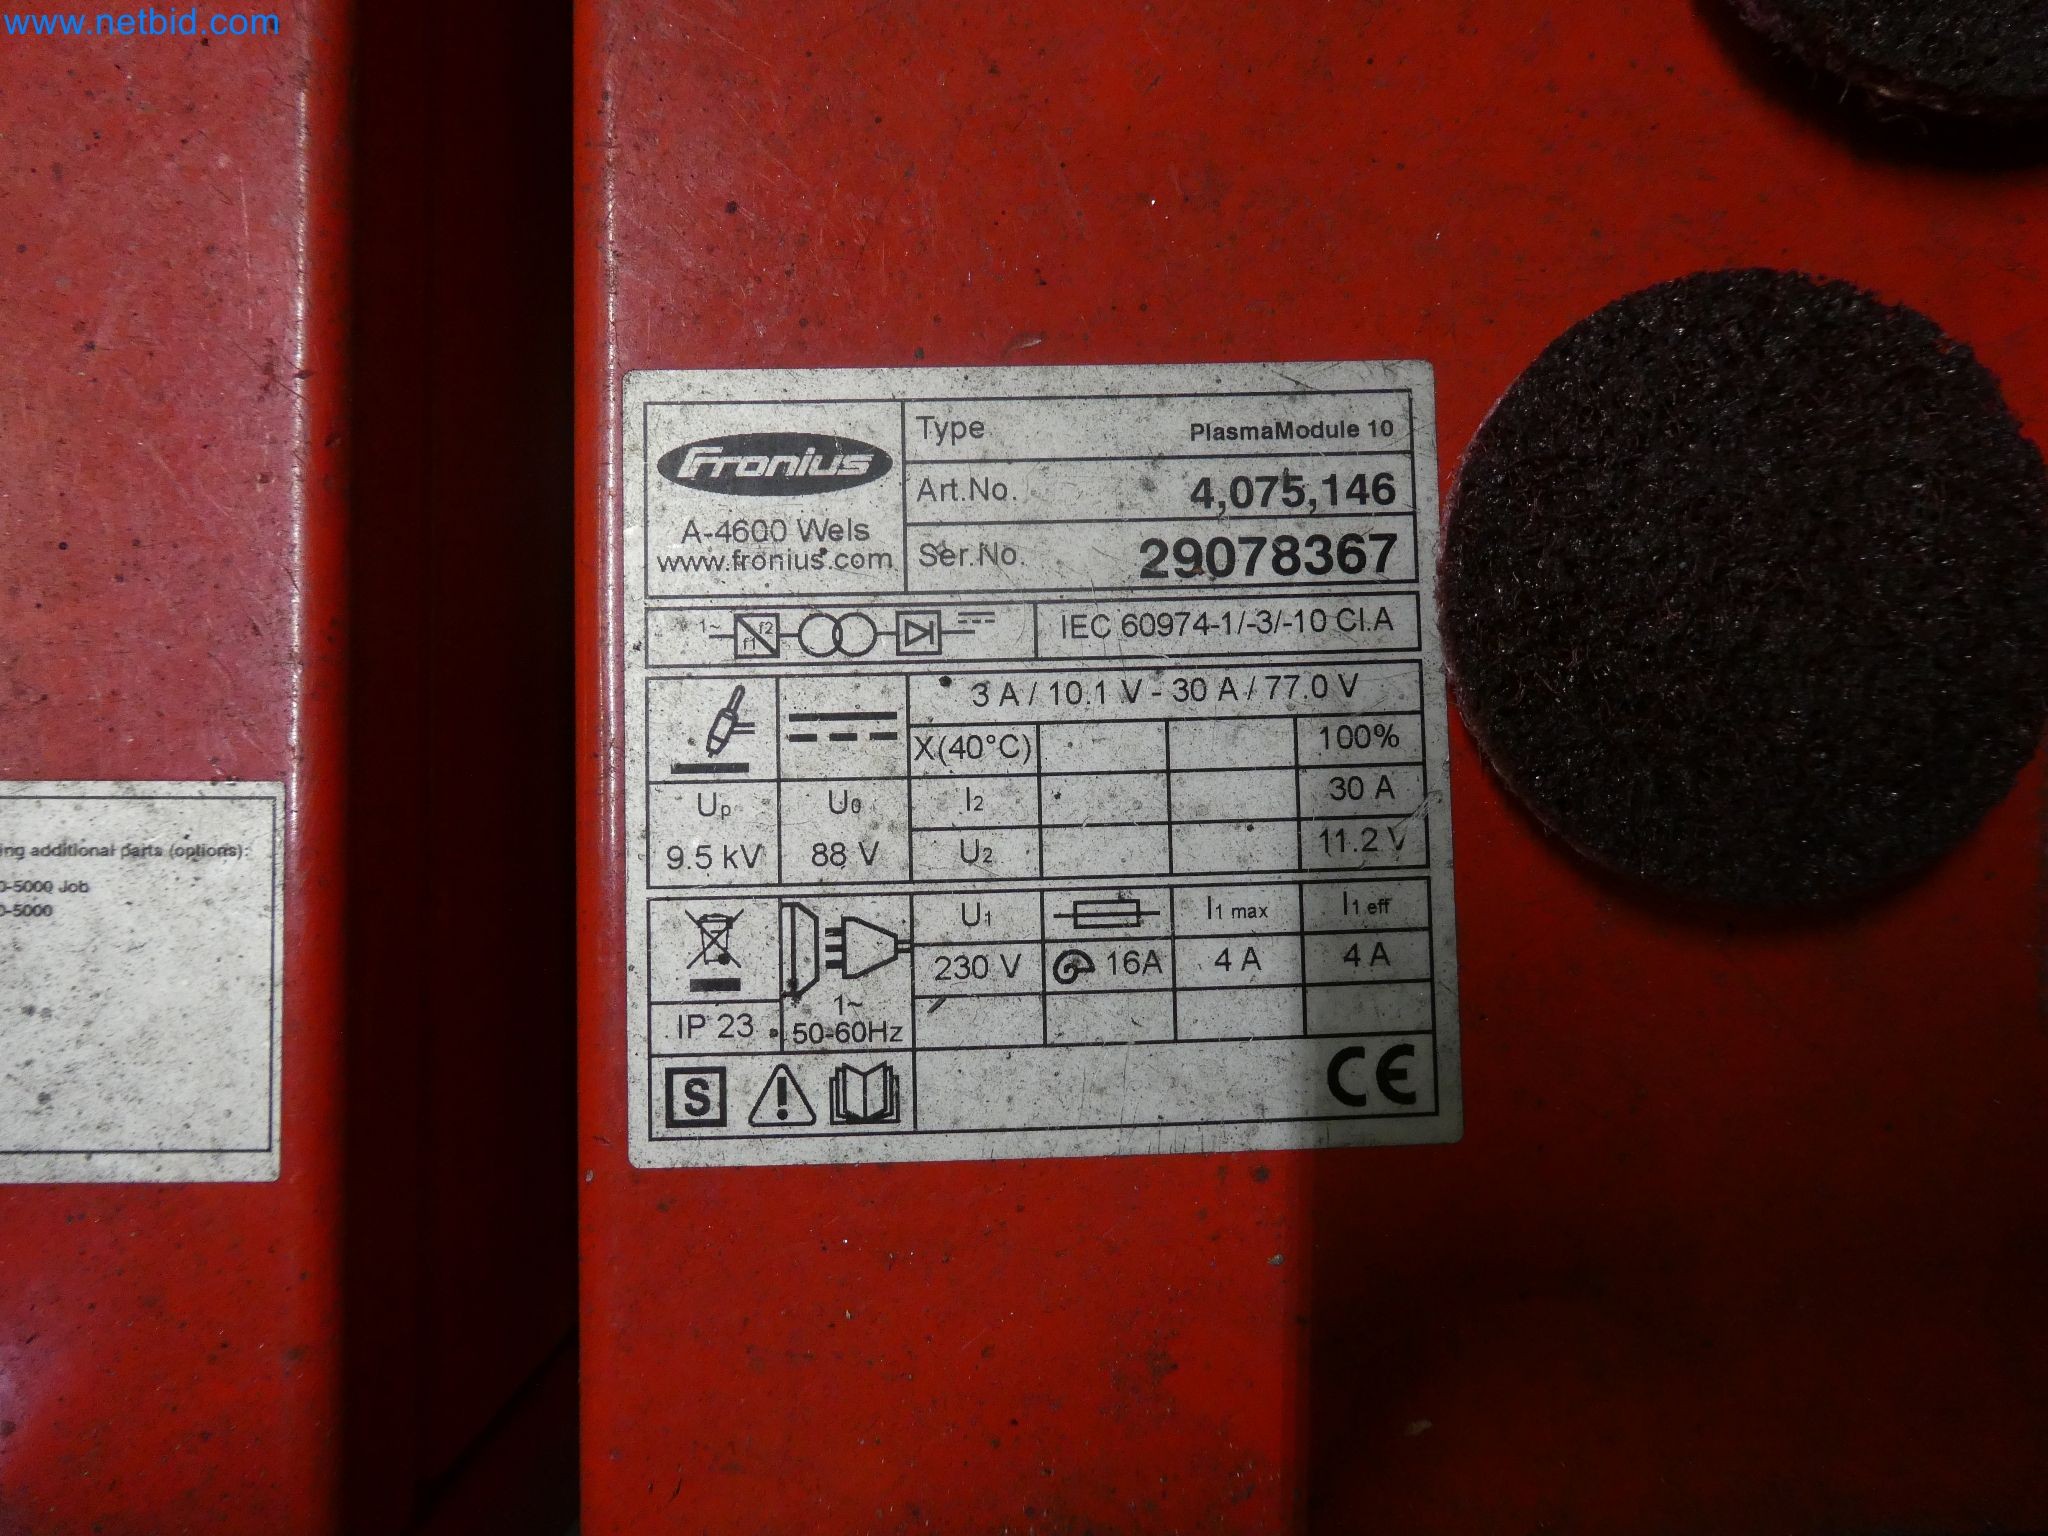 www.netbid.com
Fronius
A-4600 Wels
www.fronius.com
Type PlasmaModule 10
Art.No. 4,075,146
Ser.No. 29078367
1~ f1 f2 IEC 60974-1/-3/-10 Cl.A
3 A / 10.1 V - 30 A / 77.0 V
X(40°C) 100%
Up U0 I2 30 A
9.5 kV 88 V U2 11.2 V
U1 I1 max I1 eff
230 V 16A 4 A 4 A
IP 23 1~ 50-60Hz
S CE
ing additional parts (options):
0-5000 Job
0-5000